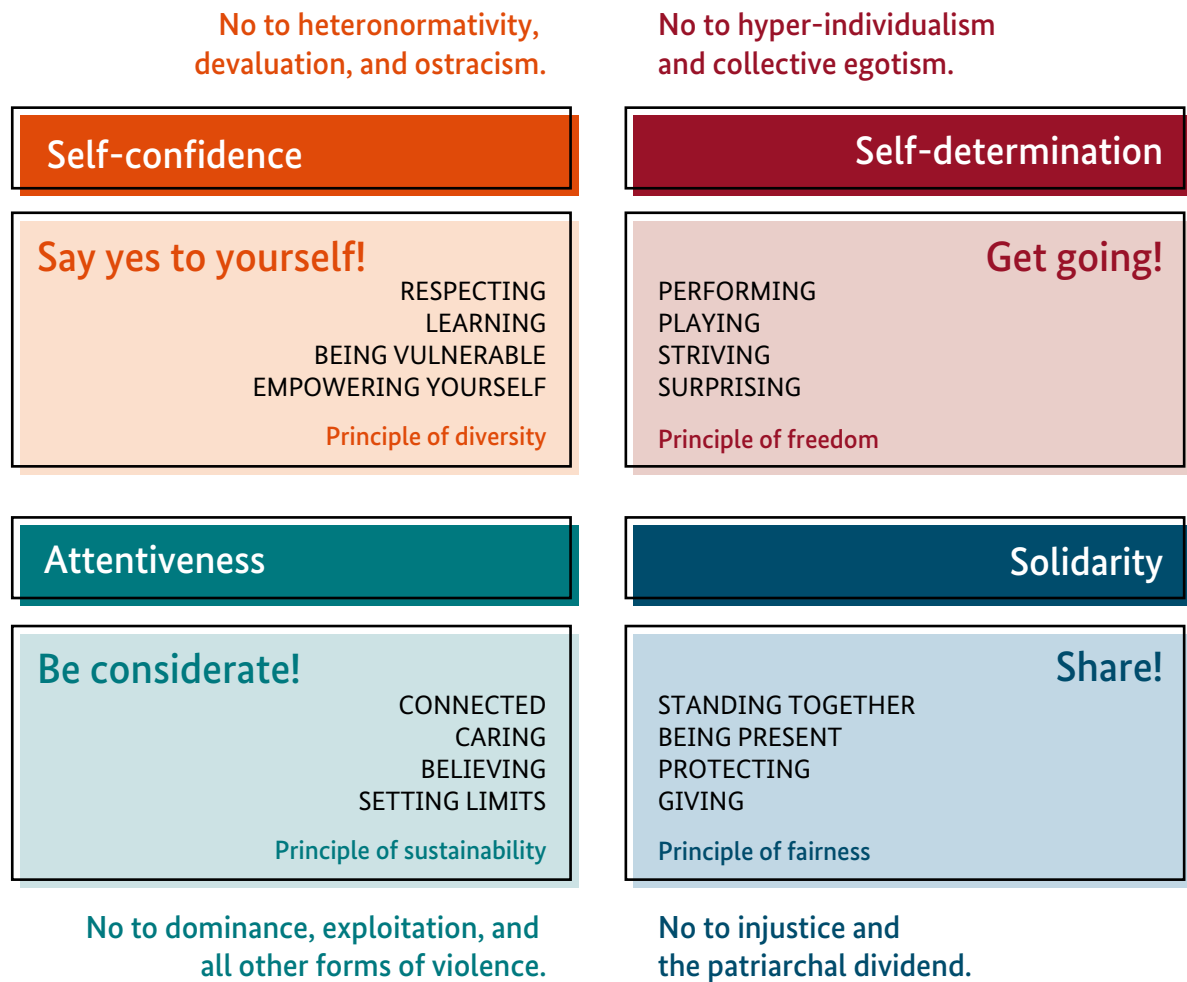 No to heteronormativity,
devaluation, and ostracism.
Self-confidence
Say yes to yourself!
RESPECTING
LEARNING
BEING VULNERABLE
EMPOWERING YOURSELF
Principle of diversity
No to hyper-individualism
and collective egotism.
Self-determination
Get going!
PERFORMING
PLAYING
STRIVING
SURPRISING
Principle of freedom
Attentiveness
Be considerate!
CONNECTED
CARING
BELIEVING
SETTING LIMITS
Principle of sustainability
No to dominance, exploitation, and
all other forms of violence.
Solidarity
Share!
STANDING TOGETHER
BEING PRESENT
PROTECTING
GIVING
Principle of fairness
No to injustice and
the patriarchal dividend.